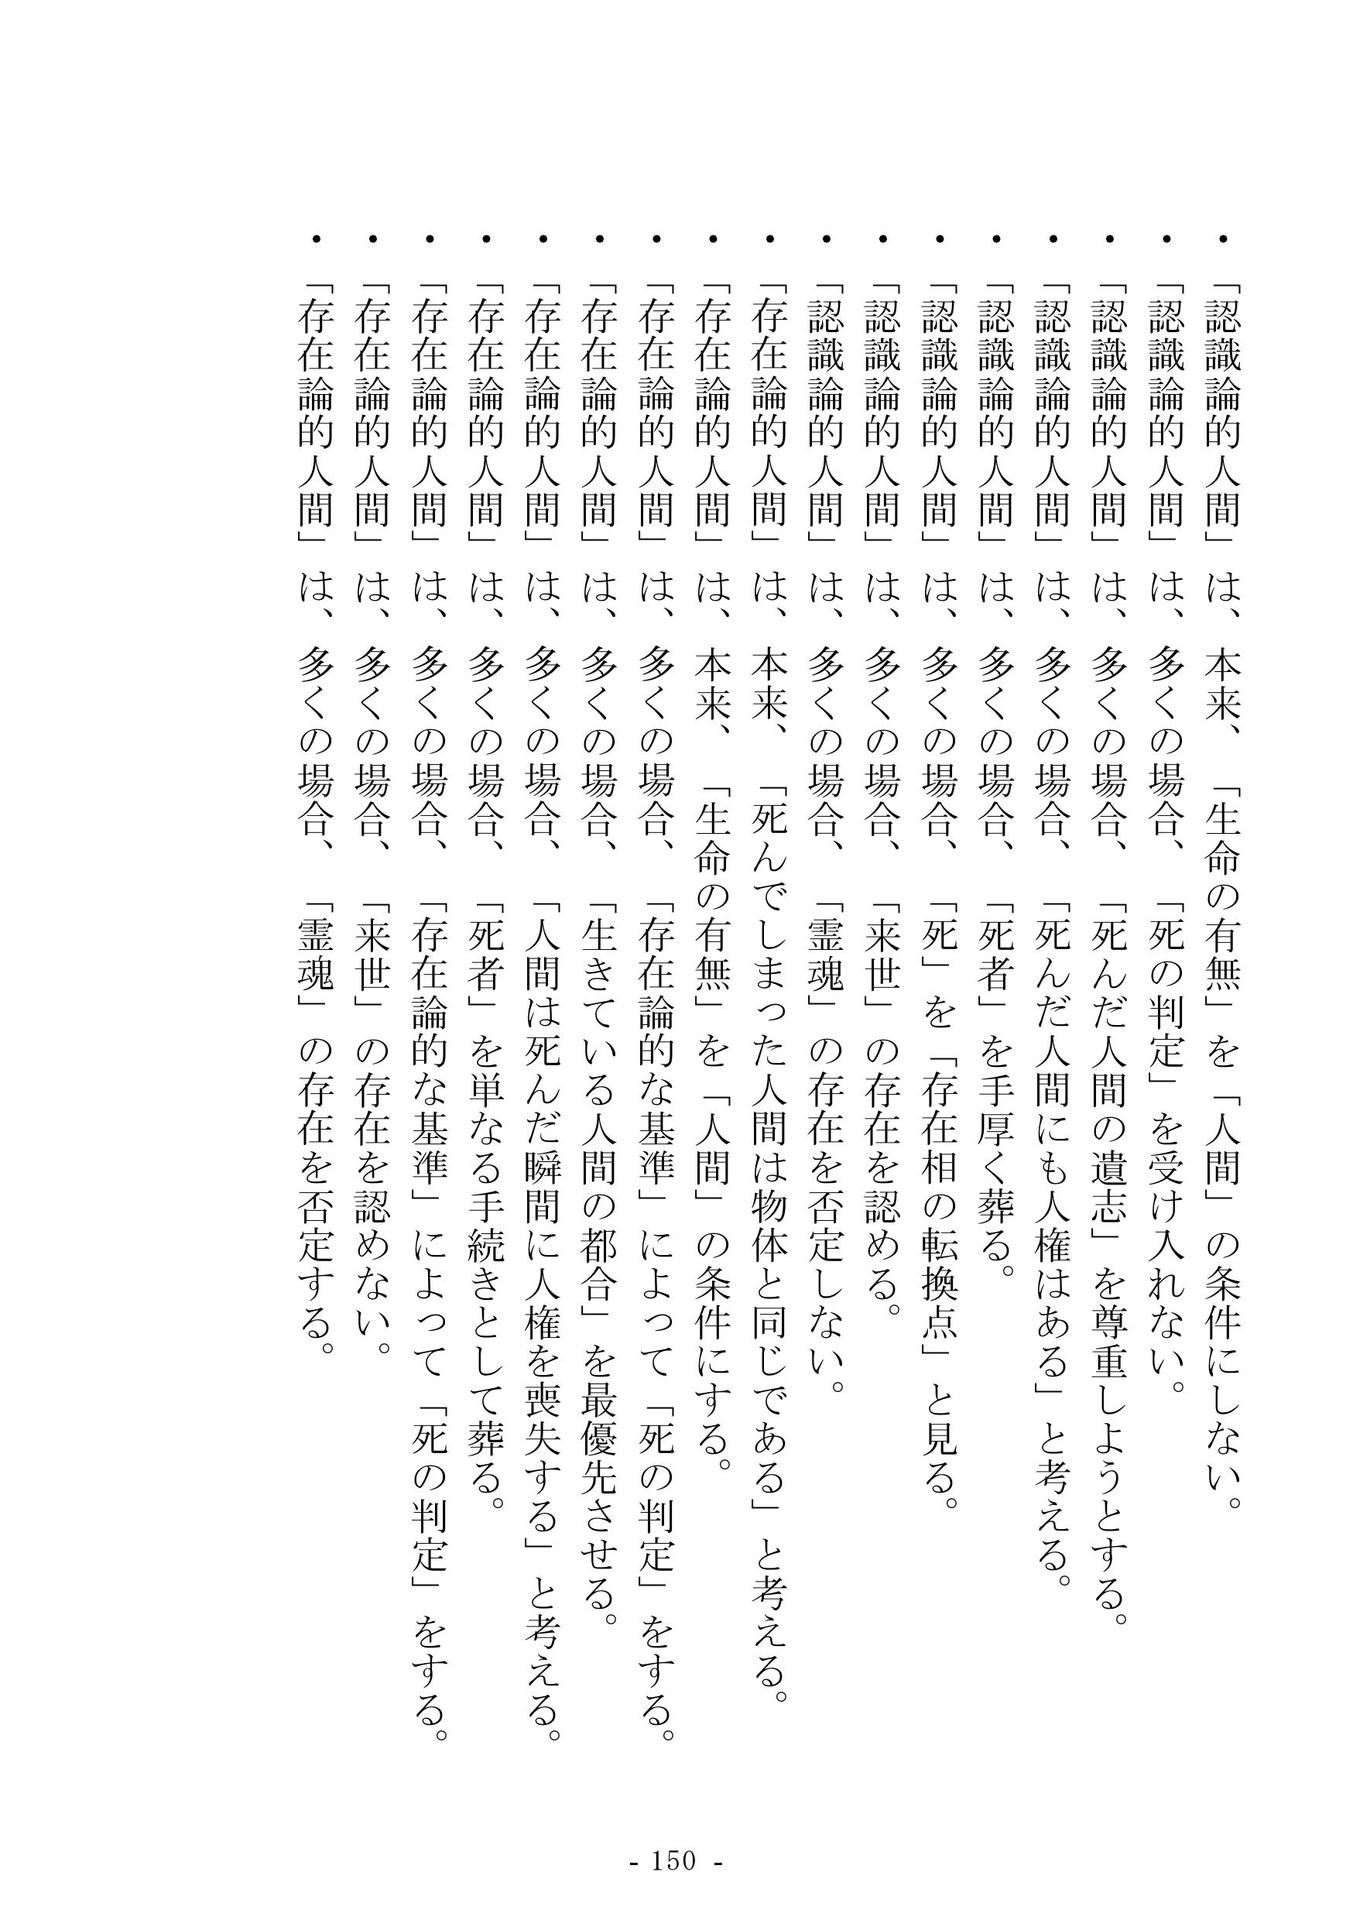 ・「認識論的人間」は、本来、「生命の有無」を「人間」の条件にしない。
・「認識論的人間」は、多くの場合、「死の判定」を受け入れない。
・「認識論的人間」は、多くの場合、「死んだ人間の遺志」を尊重しようとする。
・「認識論的人間」は、多くの場合、「死んだ人間にも人権はある」と考える。
・「認識論的人間」は、多くの場合、「死者」を手厚く葬る。
・「認識論的人間」は、多くの場合、「死」を「存在相の転換点」と見る。
・「認識論的人間」は、多くの場合、「来世」の存在を認める。
・「認識論的人間」は、多くの場合、「霊魂」の存在を否定しない。
・「存在論的人間」は、本来、「死んでしまった人間は物体と同じである」と考える。
・「存在論的人間」は、本来、「生命の有無」を「人間」の条件にする。
・「存在論的人間」は、多くの場合、「存在論的な基準」によって「死の判定」をする。
・「存在論的人間」は、多くの場合、「生きている人間の都合」を最優先させる。
・「存在論的人間」は、多くの場合、「人間は死んだ瞬間に人権を喪失する」と考える。
・「存在論的人間」は、多くの場合、「死者」を単なる手続きとして葬る。
・「存在論的人間」は、多くの場合、「存在論的な基準」によって「死の判定」をする。
・「存在論的人間」は、多くの場合、「来世」の存在を認めない。
・「存在論的人間」は、多くの場合、「霊魂」の存在を否定する。
- 150 -